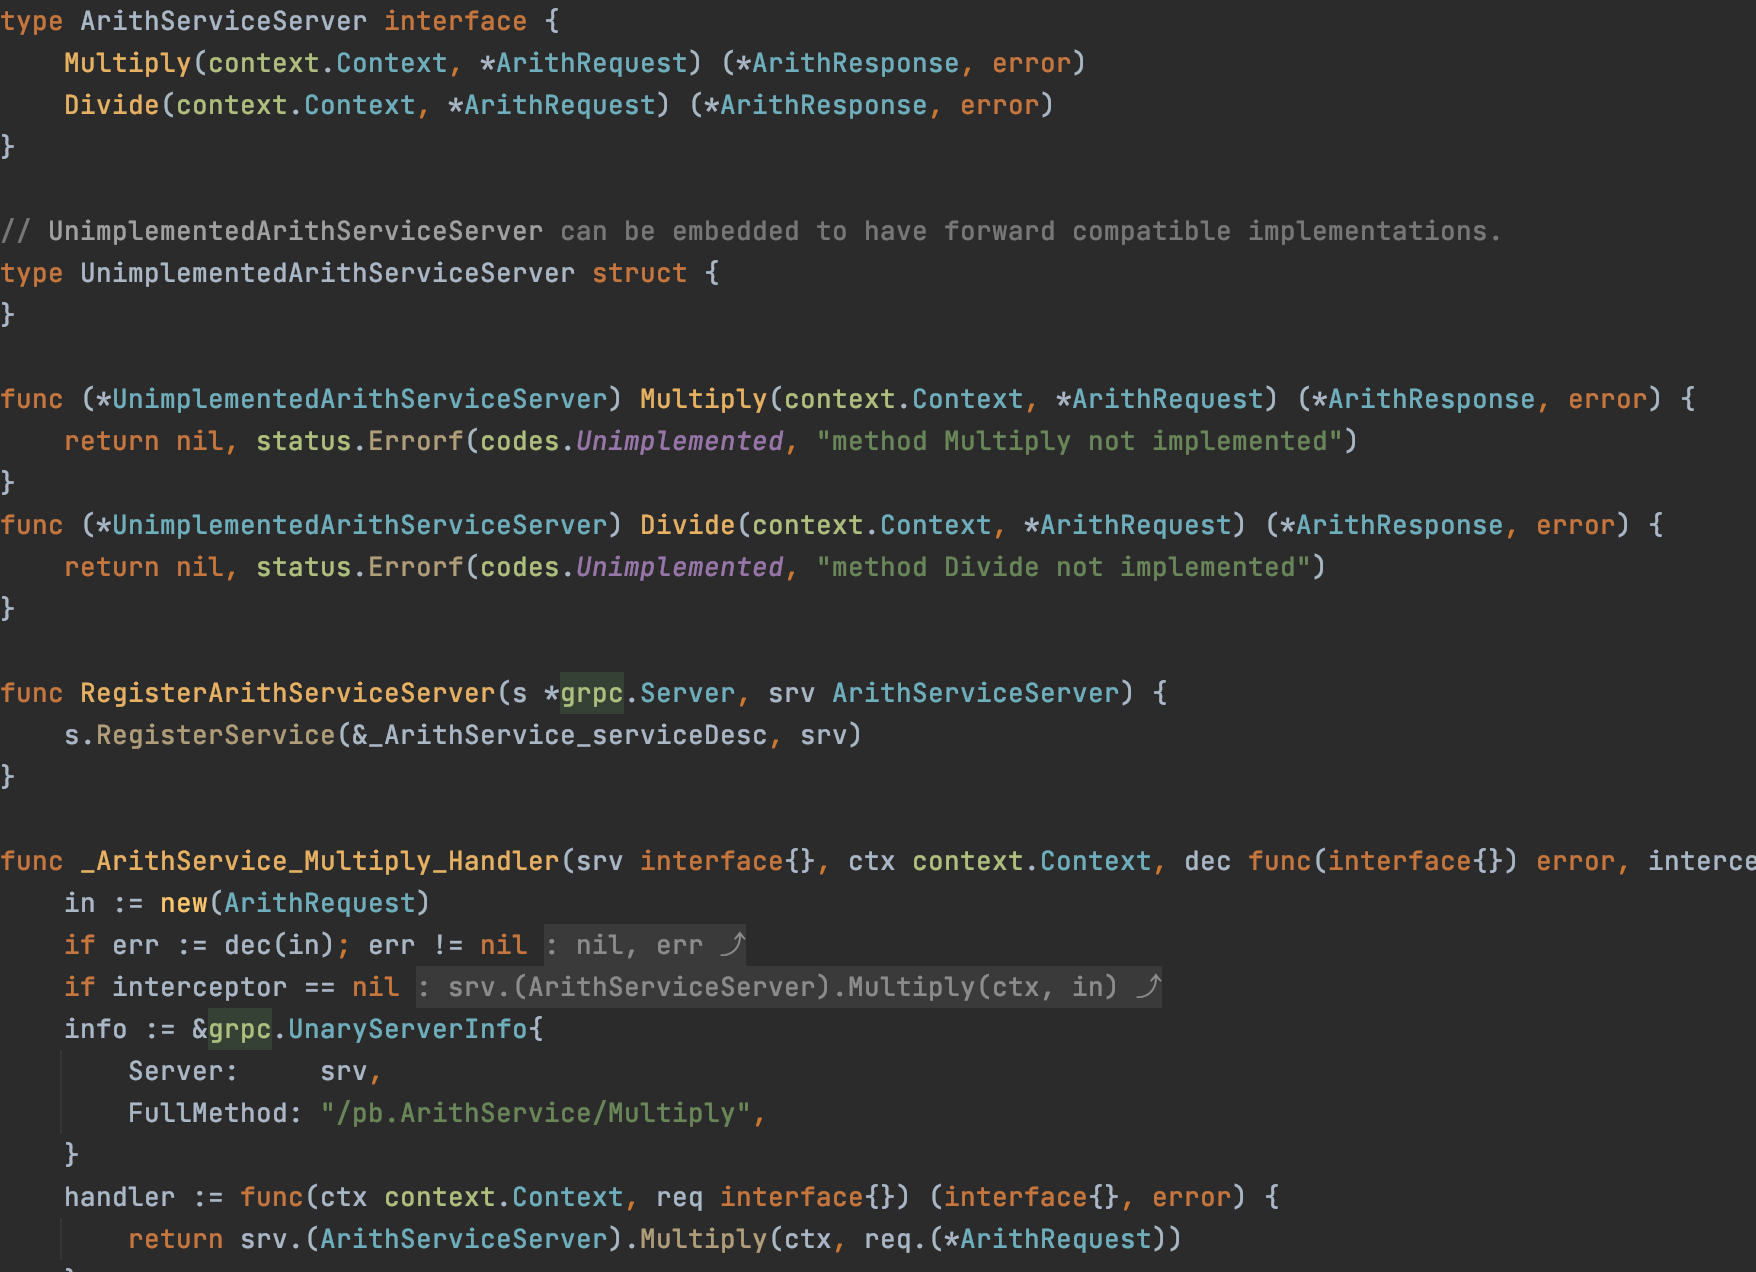 type ArithServiceServer interface {
    Multiply(context.Context, *ArithRequest) (*ArithResponse, error)
    Divide(context.Context, *ArithRequest) (*ArithResponse, error)
}

// UnimplementedArithServiceServer can be embedded to have forward compatible implementations.
type UnimplementedArithServiceServer struct {
}

func (*UnimplementedArithServiceServer) Multiply(context.Context, *ArithRequest) (*ArithResponse, error) {
    return nil, status.Errorf(codes.Unimplemented, "method Multiply not implemented")
}
func (*UnimplementedArithServiceServer) Divide(context.Context, *ArithRequest) (*ArithResponse, error) {
    return nil, status.Errorf(codes.Unimplemented, "method Divide not implemented")
}

func RegisterArithServiceServer(s *grpc.Server, srv ArithServiceServer) {
    s.RegisterService(&_ArithService_serviceDesc, srv)
}

func _ArithService_Multiply_Handler(srv interface{}, ctx context.Context, dec func(interface{}) error, interce
    in := new(ArithRequest)
    if err := dec(in); err != nil : nil, err ⤴
    if interceptor == nil : srv.(ArithServiceServer).Multiply(ctx, in) ⤴
    info := &grpc.UnaryServerInfo{
        Server:     srv,
        FullMethod: "/pb.ArithService/Multiply",
    }
    handler := func(ctx context.Context, req interface{}) (interface{}, error) {
        return srv.(ArithServiceServer).Multiply(ctx, req.(*ArithRequest))
    }